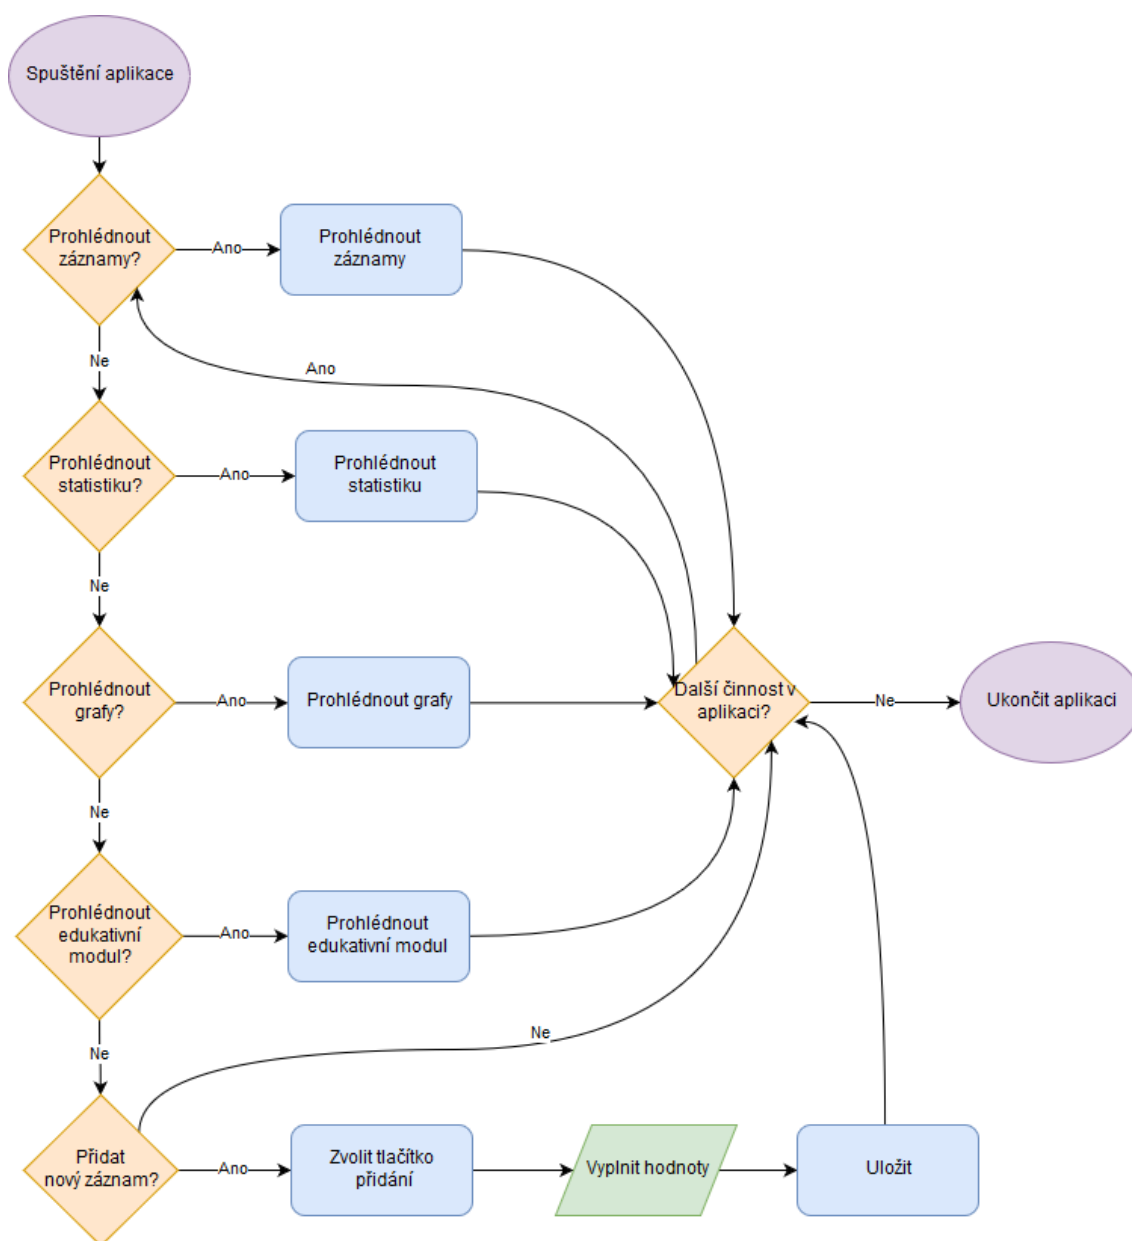 Spuštění aplikace
Prohlédnout
záznamy?
Ano
Prohlédnout
záznamy
Ne
Ano
Prohlédnout
statistiku?
Ano
Prohlédnout
statistiku
Ne
Prohlédnout
grafy?
Ano
Prohlédnout grafy
Další činnost v
aplikaci?
Ne
Ukončit aplikaci
Ne
Prohlédnout
edukativní
modul?
Ano
Prohlédnout
edukativní modul
Ne
Ne
Přidat
nový záznam?
Ano
Zvolit tlačítko
přidání
Vyplnit hodnoty
Uložit